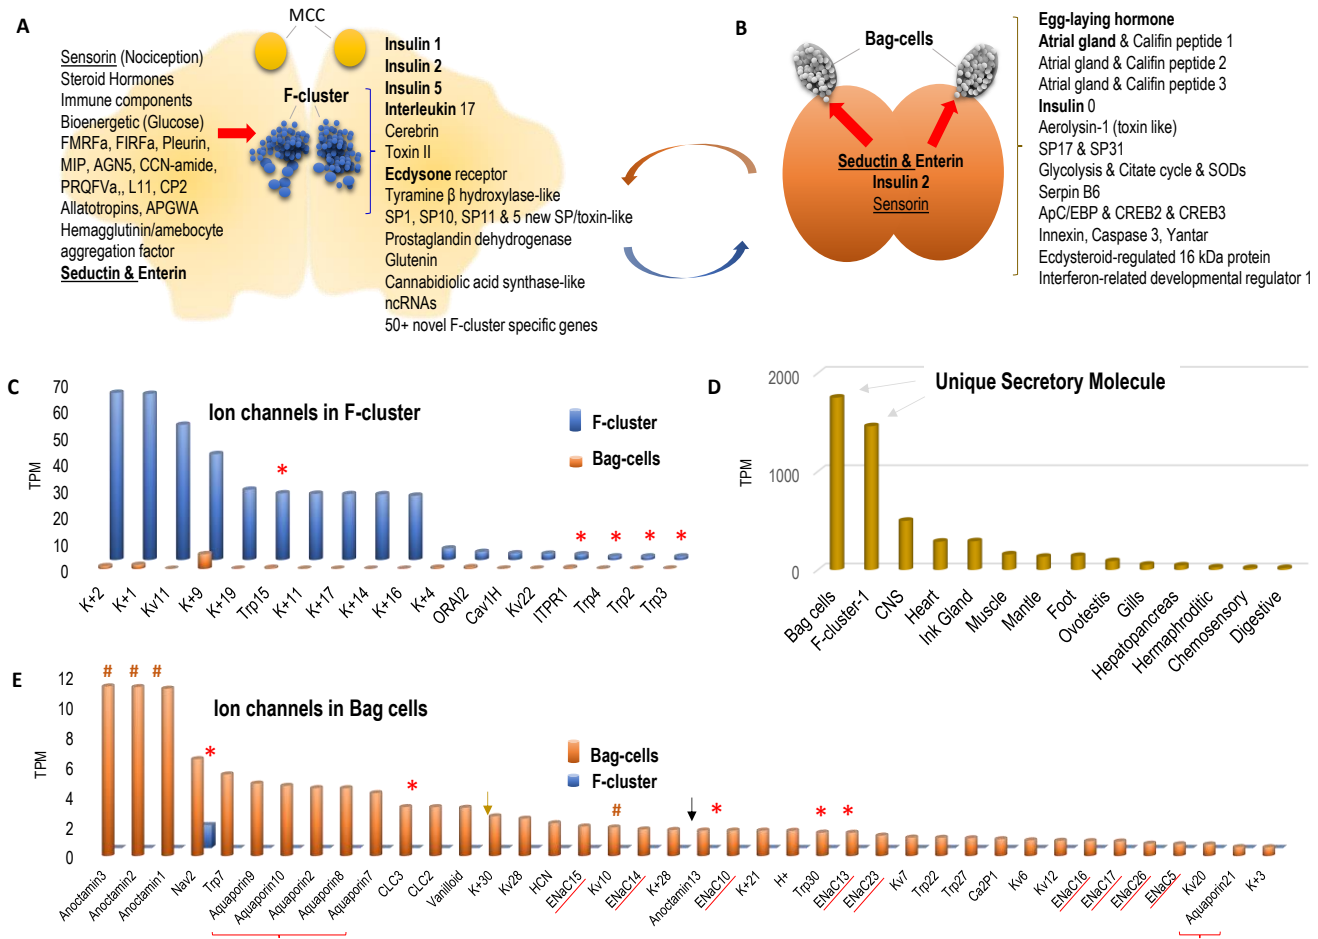 A
MCC
Sensorin (Nociception)
Steroid Hormones
Immune components
Bioenergetic (Glucose)
FMRFa, FIRFa, Pleurin,
MIP, AGN5, CCN-amide,
PRQFVa,, L11, CP2
Allatotropins, APGWA
Hemagglutinin/amebocyte
aggregation factor
Seductin & Enterin
F-cluster
Insulin 1
Insulin 2
Insulin 5
Interleukin 17
Cerebrin
Toxin II
Ecdysone receptor
Tyramine β hydroxylase-like
SP1, SP10, SP11 & 5 new SP/toxin-like
Prostaglandin dehydrogenase
Glutenin
Cannabidiolic acid synthase-like
ncRNAs
50+ novel F-cluster specific genes
B
Bag-cells
Seductin & Enterin
Insulin 2
Sensorin
Egg-laying hormone
Atrial gland & Califin peptide 1
Atrial gland & Califin peptide 2
Atrial gland & Califin peptide 3
Insulin 0
Aerolysin-1 (toxin like)
SP17 & SP31
Glycolysis & Citate cycle & SODs
Serpin B6
ApC/EBP & CREB2 & CREB3
Innexin, Caspase 3, Yantar
Ecdysteroid-regulated 16 kDa protein
Interferon-related developmental regulator 1
C
Ion channels in F-cluster
F-cluster
Bag-cells
TPM
70
60
50
40
30
20
10
0
*
* * * *
K+2
K+1
Kv11
K+9
K+19
Trp15
K+11
K+17
K+14
K+16
K+4
ORAI2
Cav1H
Kv22
ITPR1
Trp4
Trp2
Trp3
D
Unique Secretory Molecule
TPM
2000
1000
0
Bag cells
F-cluster-1
CNS
Heart
Ink Gland
Muscle
Mantle
Foot
Ovotestis
Gills
Hepatopancreas
Hermaphroditic
Chemosensory
Digestive
E
Ion channels in Bag cells
Bag-cells
F-cluster
TPM
12
10
8
6
4
2
0
# # #
*
*
#
*
* *
Anoctamin3
Anoctamin2
Anoctamin1
Nav2
Trp7
Aquaporin9
Aquaporin10
Aquaporin2
Aquaporin8
Aquaporin7
CLC3
CLC2
Vanilloid
K+30
Kv28
HCN
ENaC15
Kv10
ENaC14
K+28
Anoctamin13
ENaC10
K+21
H+
Trp30
ENaC13
ENaC23
Kv7
Trp22
Trp27
Ca2P1
Kv6
Kv12
ENaC16
ENaC17
ENaC26
ENaC5
Kv20
Aquaporin21
K+3